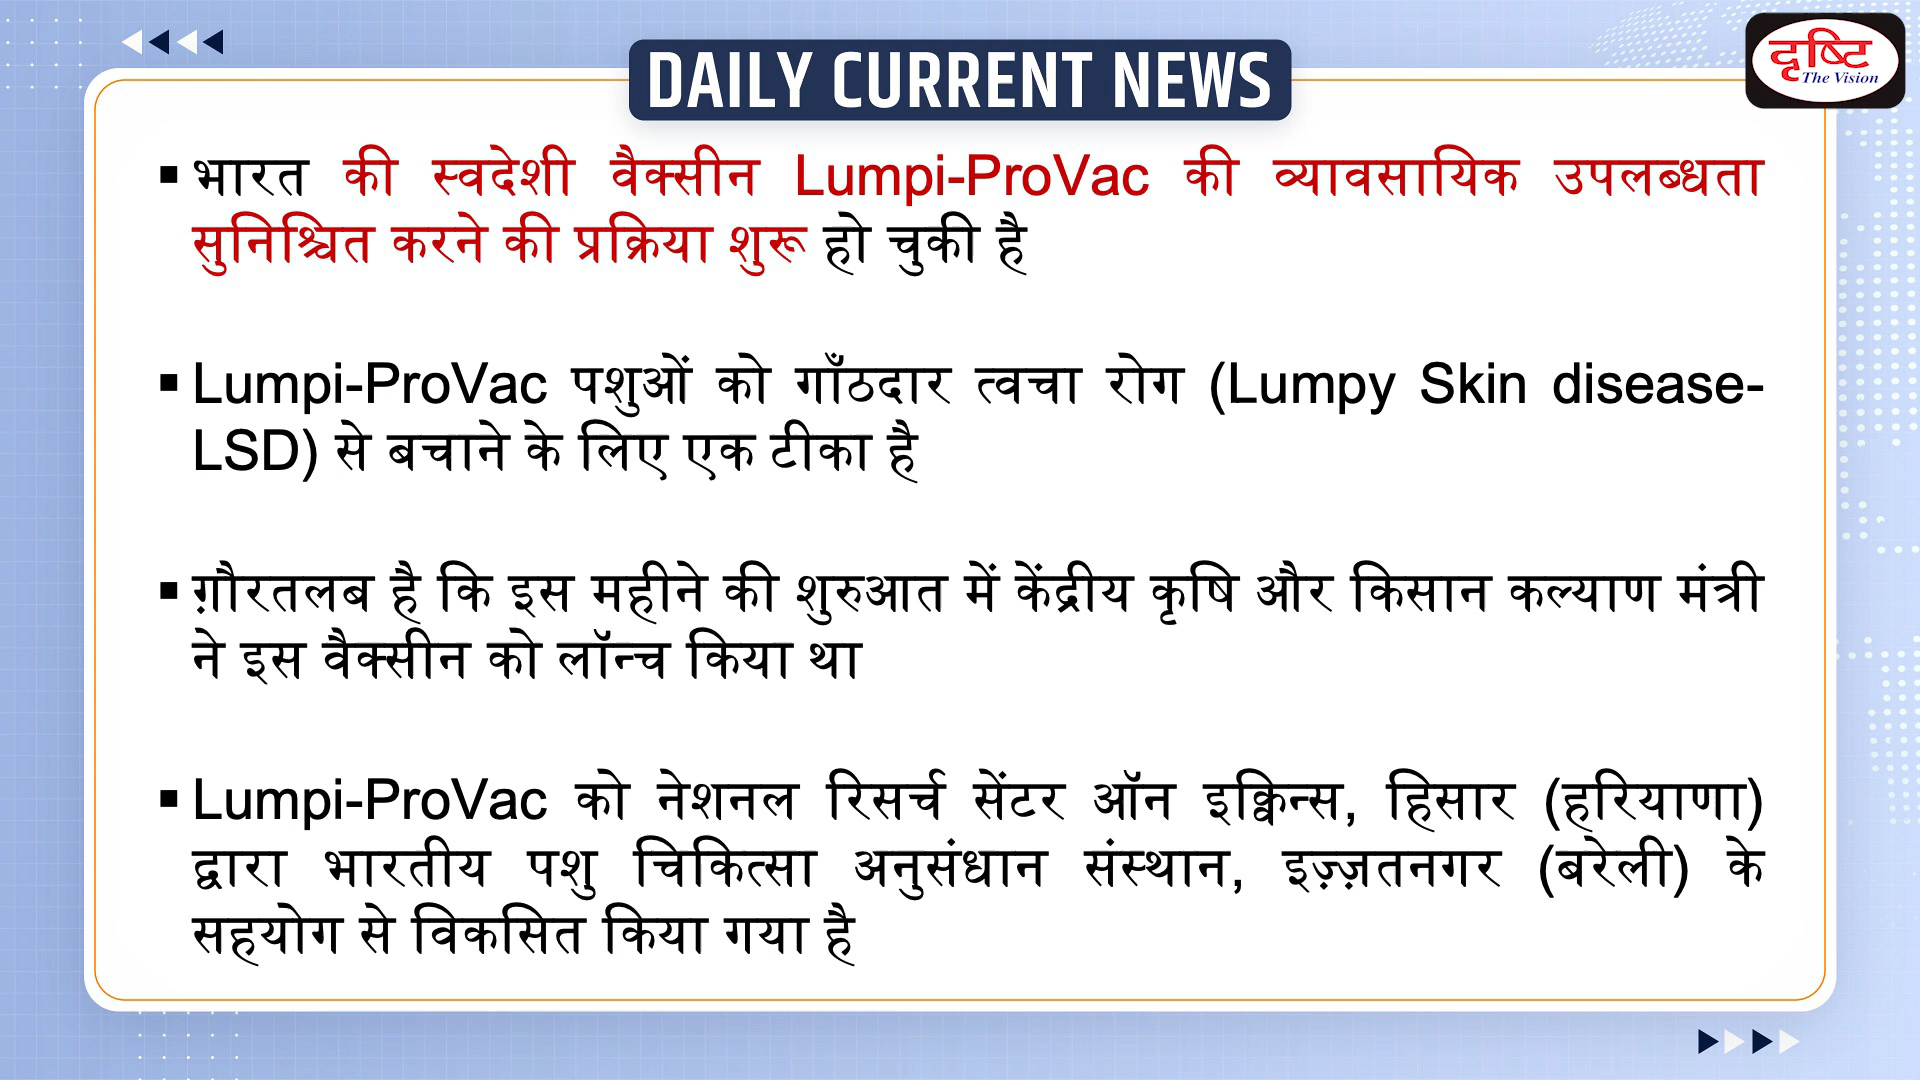 DAILY CURRENT NEWS
दृष्टि
The Vision
▪ भारत की स्वदेशी वैक्सीन Lumpi-ProVac की व्यावसायिक उपलब्धता
सुनिश्चित करने की प्रक्रिया शुरू हो चुकी है
▪ Lumpi-ProVac पशुओं को गाँठदार त्वचा रोग (Lumpy Skin disease-
LSD) से बचाने के लिए एक टीका है
▪ ग़ौरतलब है कि इस महीने की शुरुआत में केंद्रीय कृषि और किसान कल्याण मंत्री
ने इस वैक्सीन को लॉन्च किया था
▪ Lumpi-ProVac को नेशनल रिसर्च सेंटर ऑन इक्विन्स, हिसार (हरियाणा)
द्वारा भारतीय पशु चिकित्सा अनुसंधान संस्थान, इज़्ज़तनगर (बरेली) के
सहयोग से विकसित किया गया है